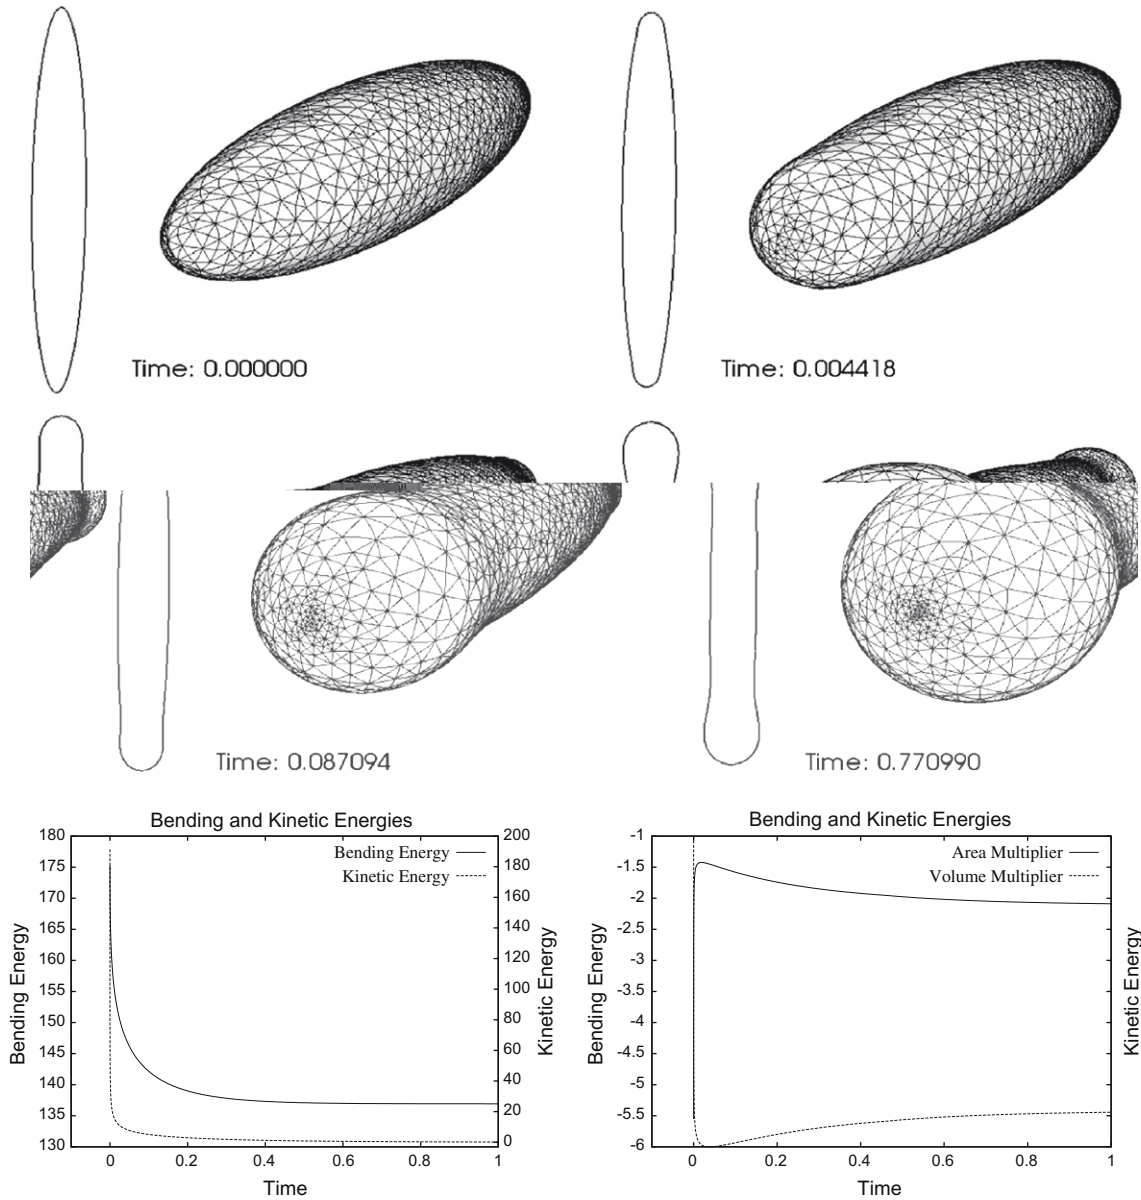 Time: 0.000000
Time: 0.004418
Time: 0.087094
Time: 0.770990
Bending and Kinetic Energies
180
175
170
165
160
155
150
145
140
135
130
200
180
160
140
120
100
80
60
40
20
0
Bending Energy
Kinetic Energy
Bending Energy
Kinetic Energy
0
0.2
0.4
0.6
0.8
1
Time
Bending and Kinetic Energies
-1
-1.5
-2
-2.5
-3
-3.5
-4
-4.5
-5
-5.5
-6
Area Multiplier
Volume Multiplier
Bending Energy
Kinetic Energy
0
0.2
0.4
0.6
0.8
1
Time